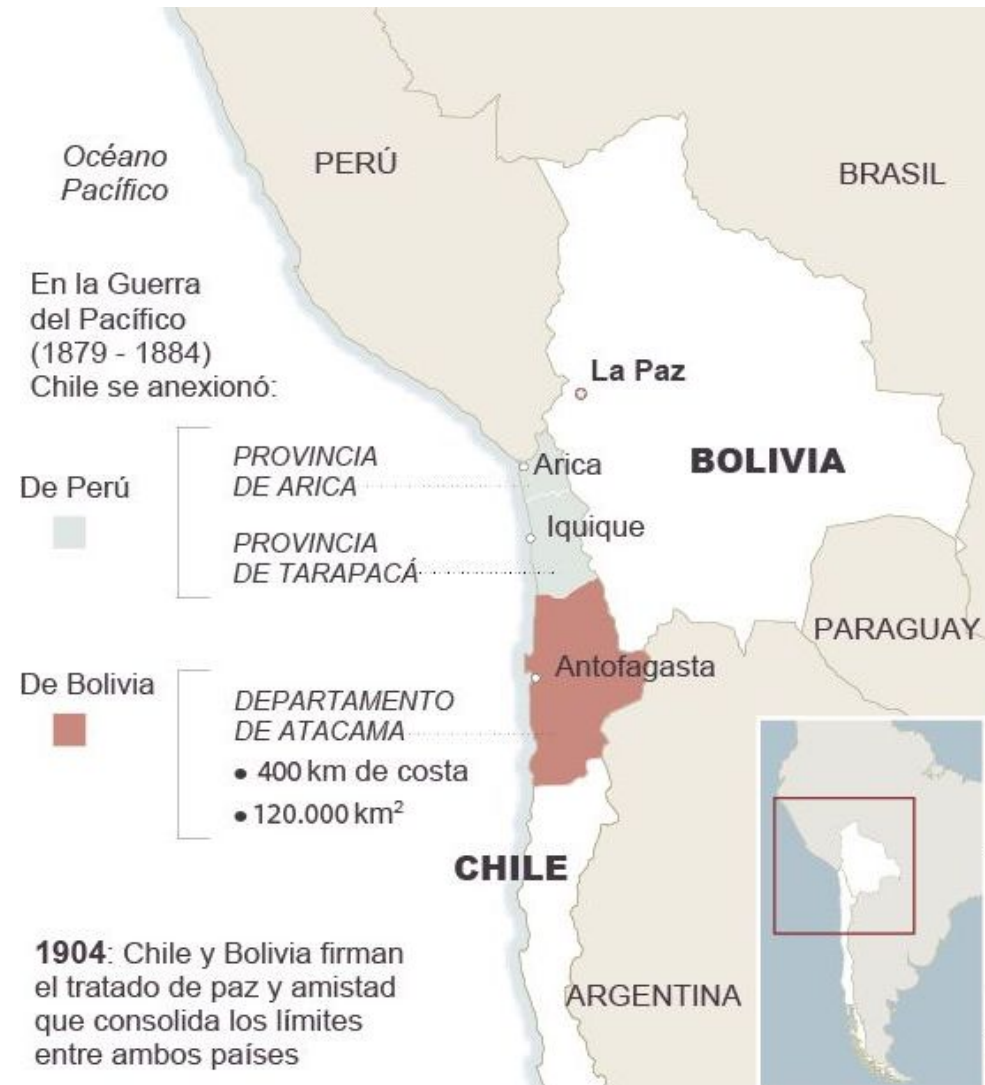 Océano
Pacífico
PERÚ
BRASIL
En la Guerra
del Pacífico
(1879 - 1884)
Chile se anexionó:
La Paz
BOLIVIA
De Perú
PROVINCIA
DE ARICA
Arica
PROVINCIA
DE TARAPACÁ
Iquique
PARAGUAY
De Bolivia
DEPARTAMENTO
DE ATACAMA
• 400 km de costa
• 120.000 km²
Antofagasta
CHILE
1904: Chile y Bolivia firman
el tratado de paz y amistad
que consolida los límites
entre ambos países
ARGENTINA